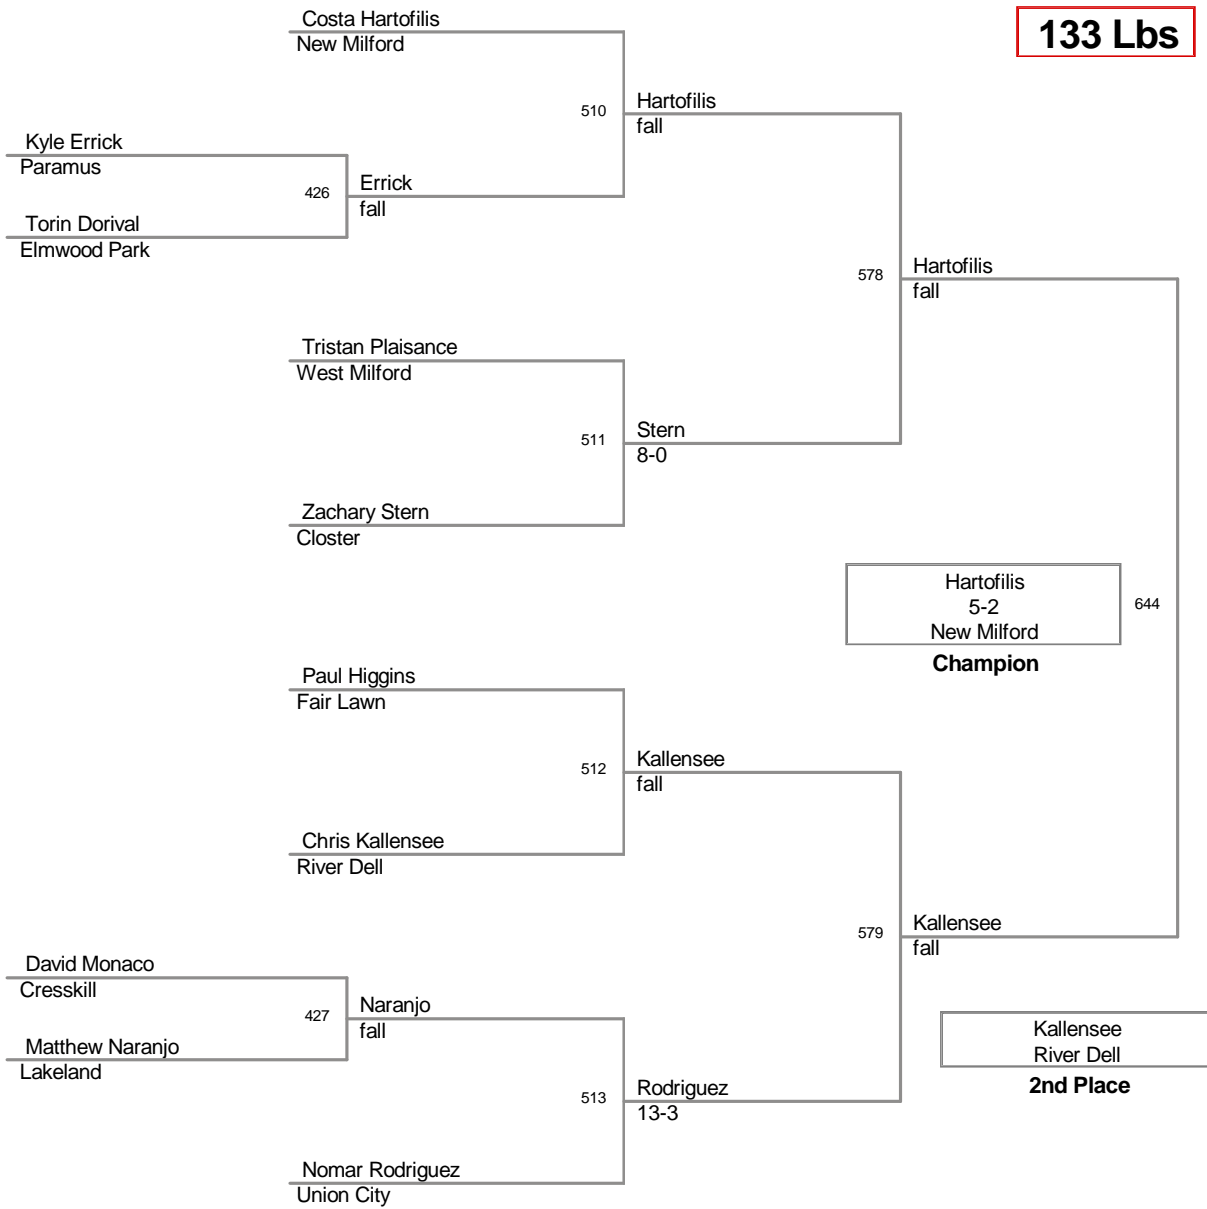 Costa Hartofilis
New Milford
133 Lbs
510
Hartofilis
fall
Kyle Errick
Paramus
426
Errick
fall
Torin Dorival
Elmwood Park
578
Hartofilis
fall
Tristan Plaisance
West Milford
511
Stern
8-0
Zachary Stern
Closter
Hartofilis
5-2
New Milford
644
Champion
Paul Higgins
Fair Lawn
512
Kallensee
fall
Chris Kallensee
River Dell
579
Kallensee
fall
David Monaco
Cresskill
427
Naranjo
fall
Matthew Naranjo
Lakeland
Kallensee
River Dell
2nd Place
513
Rodriguez
13-3
Nomar Rodriguez
Union City